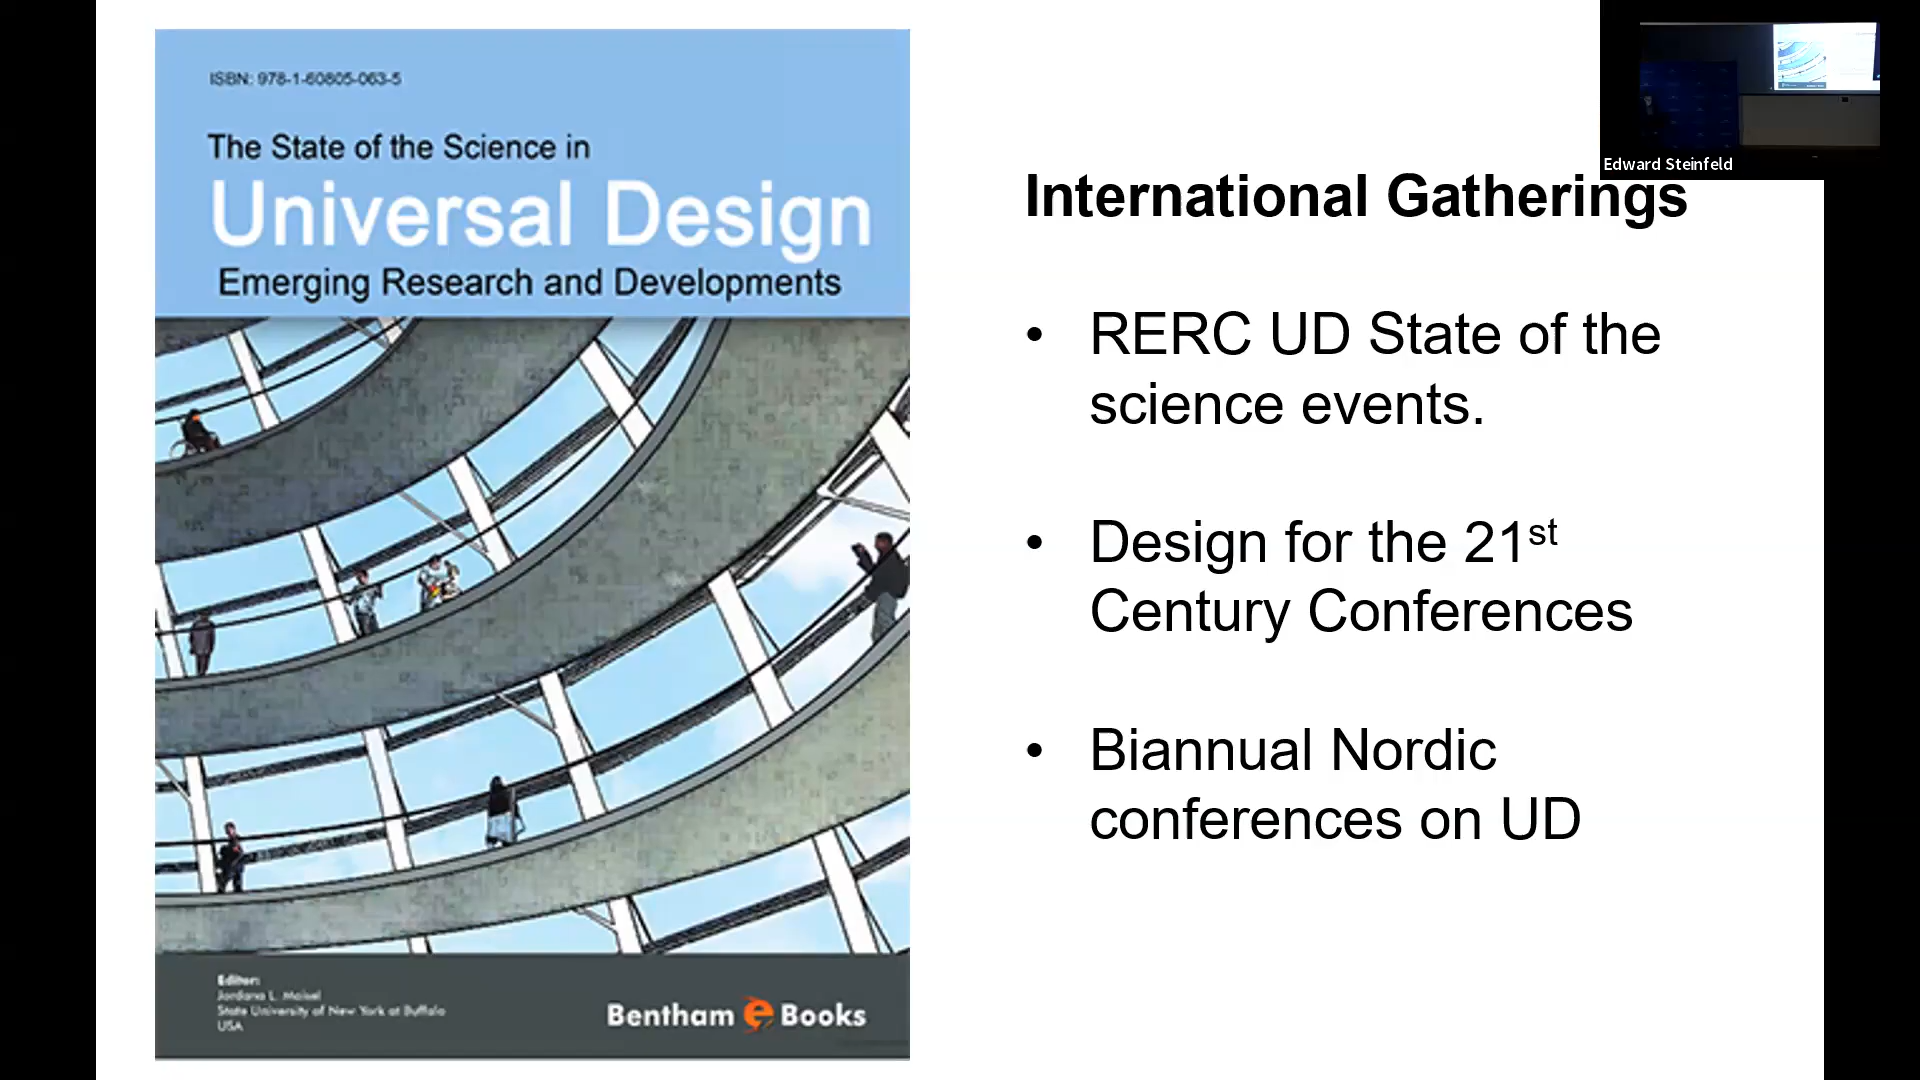 ISBN: 978-1-60805-063-5
The State of the Science in
Universal Design
Emerging Research and Developments
Editor:
Jordana L. Maisel
State University of New York at Buffalo
USA
Bentham e Books
Edward Steinfeld
International Gatherings
• RERC UD State of the
science events.
• Design for the 21st
Century Conferences
• Biannual Nordic
conferences on UD